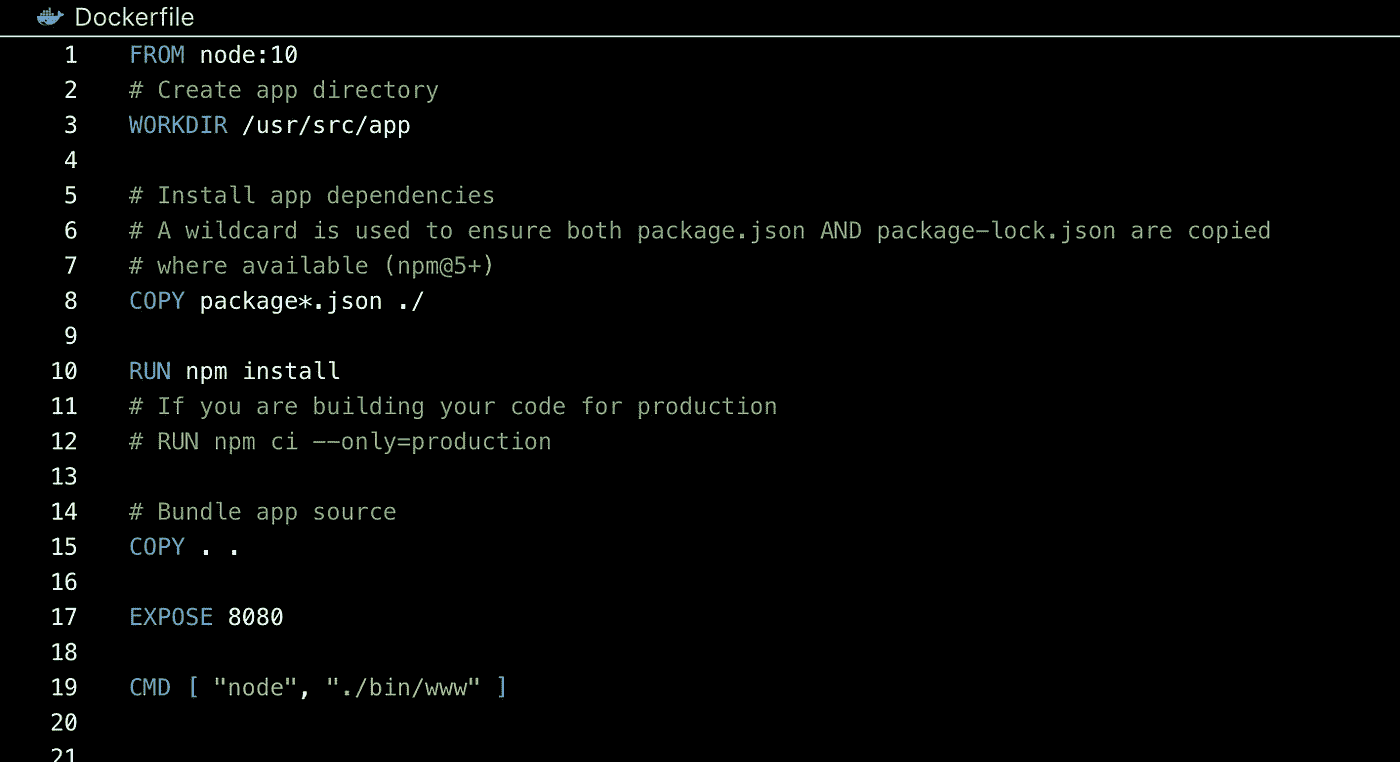 Dockerfile
1 FROM node:10
2 # Create app directory
3 WORKDIR /usr/src/app
4
5 # Install app dependencies
6 # A wildcard is used to ensure both package.json AND package-lock.json are copied
7 # where available (npm@5+)
8 COPY package*.json ./
9
10 RUN npm install
11 # If you are building your code for production
12 # RUN npm ci --only=production
13
14 # Bundle app source
15 COPY . .
16
17 EXPOSE 8080
18
19 CMD [ "node", "./bin/www" ]
20
21